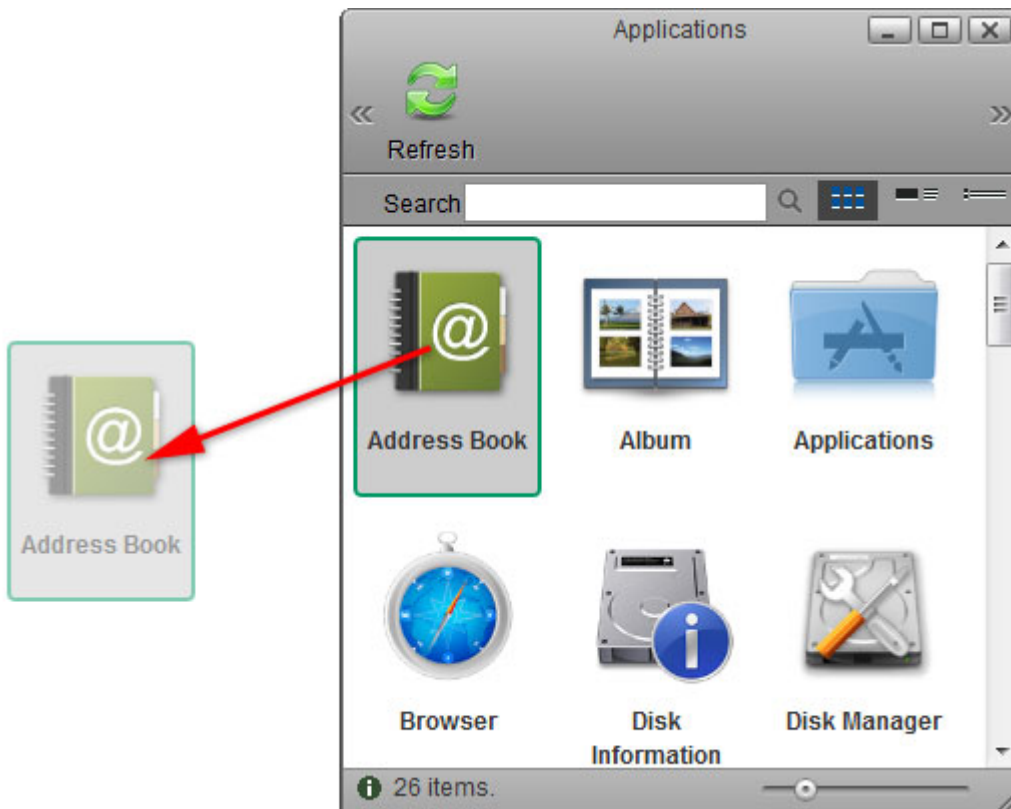 Applications
Refresh
Search
@
Address Book
Album
Applications
@
Address Book
Browser
Disk
Information
Disk Manager
i
26 items.